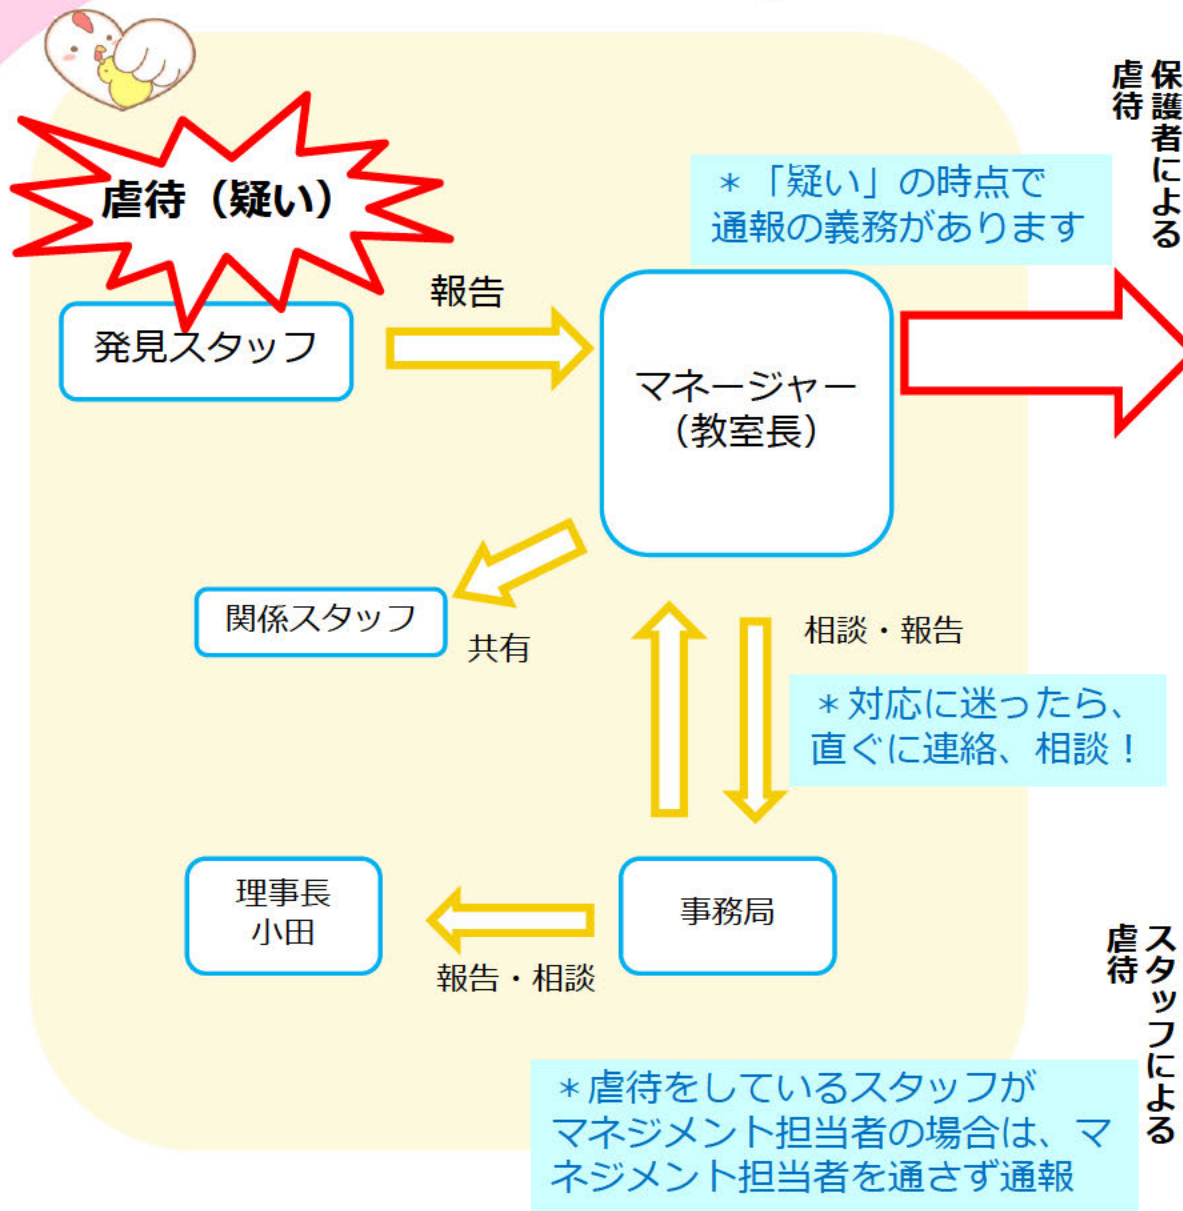 虐待（疑い）
発見スタッフ
報告
＊「疑い」の時点で
通報の義務があります
マネージャー
（教室長）
保護者による
虐待
関係スタッフ
共有
相談・報告
＊対応に迷ったら、
直ぐに連絡、相談！
理事長
小田
報告・相談
事務局
スタッフによる
虐待
＊虐待をしているスタッフが
マネジメント担当者の場合は、マ
ネジメント担当者を通さず通報